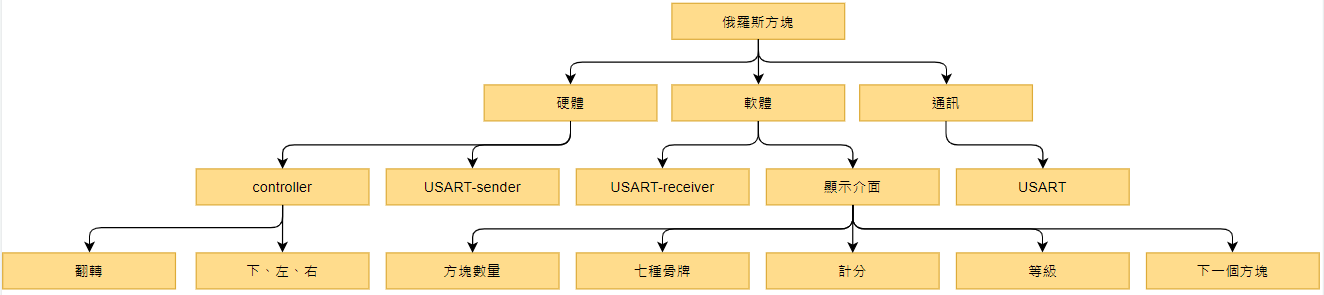 俄羅斯方塊
硬體
軟體
通訊
controller
USART-sender
USART-receiver
顯示介面
USART
翻轉
下、左、右
方塊數量
七種骨牌
計分
等級
下一個方塊